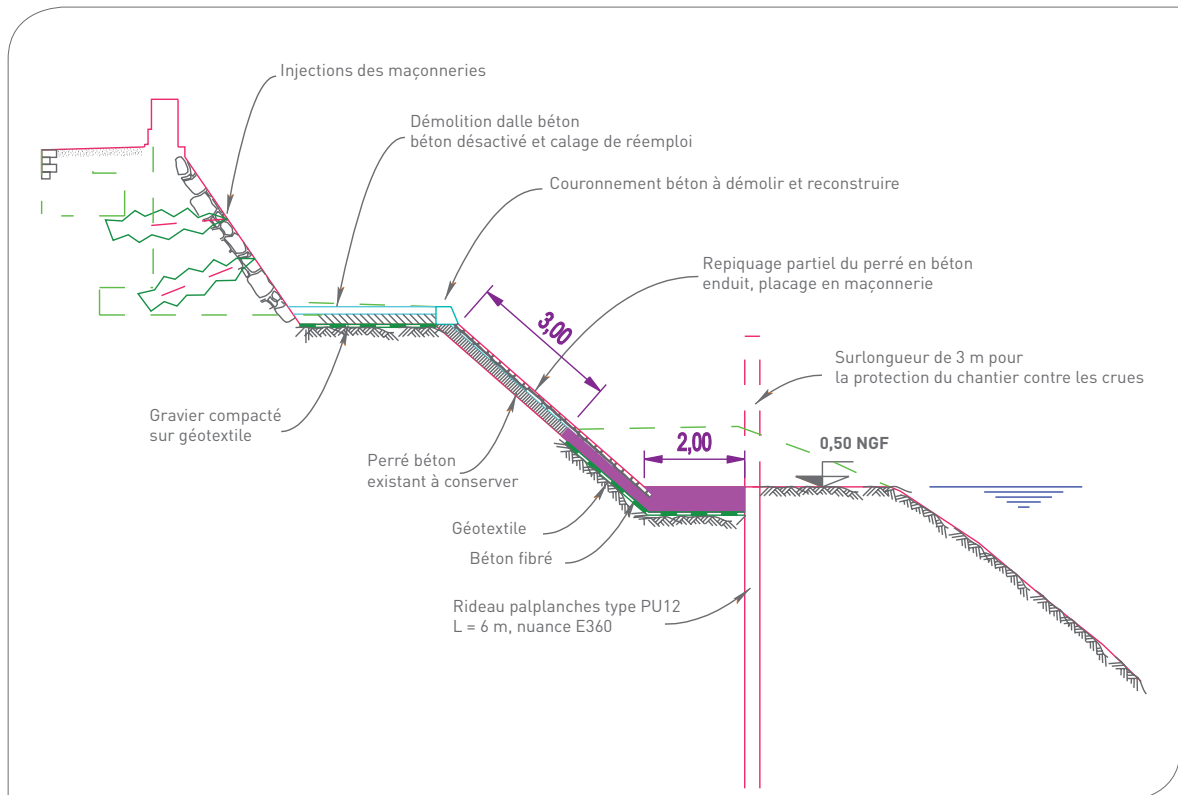 Injections des maçonneries
Démolition dalle béton
béton désactivé et calage de réemploi
Couronnement béton à démolir et reconstruire
Repiquage partiel du perré en béton
enduit, placage en maçonnerie
3,00
Surlongueur de 3 m pour
la protection du chantier contre les crues
Gravier compacté
sur géotextile
2,00
0,50 NGF
Perré béton
existant à conserver
Géotextile
Béton fibré
Rideau palplanches type PU12
L = 6 m, nuance E360